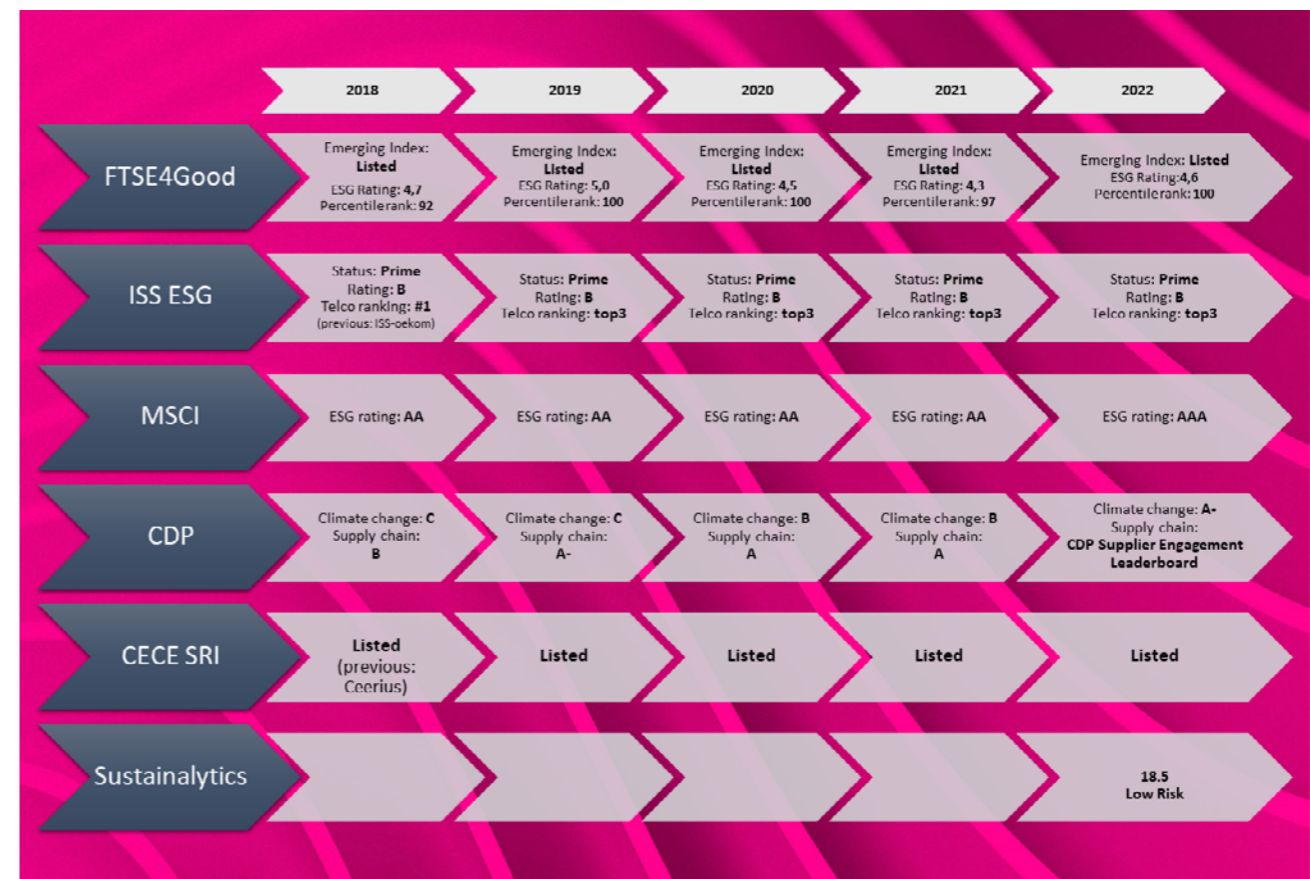 2018
2019
2020
2021
2022
FTSE4Good
Emerging Index:
Listed
ESG Rating: 4,7
Percentilerank: 92
Emerging Index:
Listed
ESG Rating: 5,0
Percentilerank: 100
Emerging Index:
Listed
ESG Rating: 4,5
Percentilerank: 100
Emerging Index:
Listed
ESG Rating: 4,3
Percentilerank: 97
Emerging Index: Listed
ESG Rating:4,6
Percentilerank: 100
ISS ESG
Status: Prime
Rating: B
Telco ranking: #1
(previous: ISS-oekom)
Status: Prime
Rating: B
Telco ranking: top3
Status: Prime
Rating: B
Telco ranking: top3
Status: Prime
Rating: B
Telco ranking: top3
Status: Prime
Rating: B
Telco ranking: top3
MSCI
ESG rating: AA
ESG rating: AA
ESG rating: AA
ESG rating: AA
ESG rating: AAA
CDP
Climate change: C
Supply chain:
B
Climate change: C
Supply chain:
A-
Climate change: B
Supply chain:
A
Climate change: B
Supply chain:
A
Climate change: A-
Supply chain:
CDP Supplier Engagement
Leaderboard
CECE SRI
Listed
(previous:
Ceerius)
Listed
Listed
Listed
Listed
Sustainalytics
18.5
Low Risk